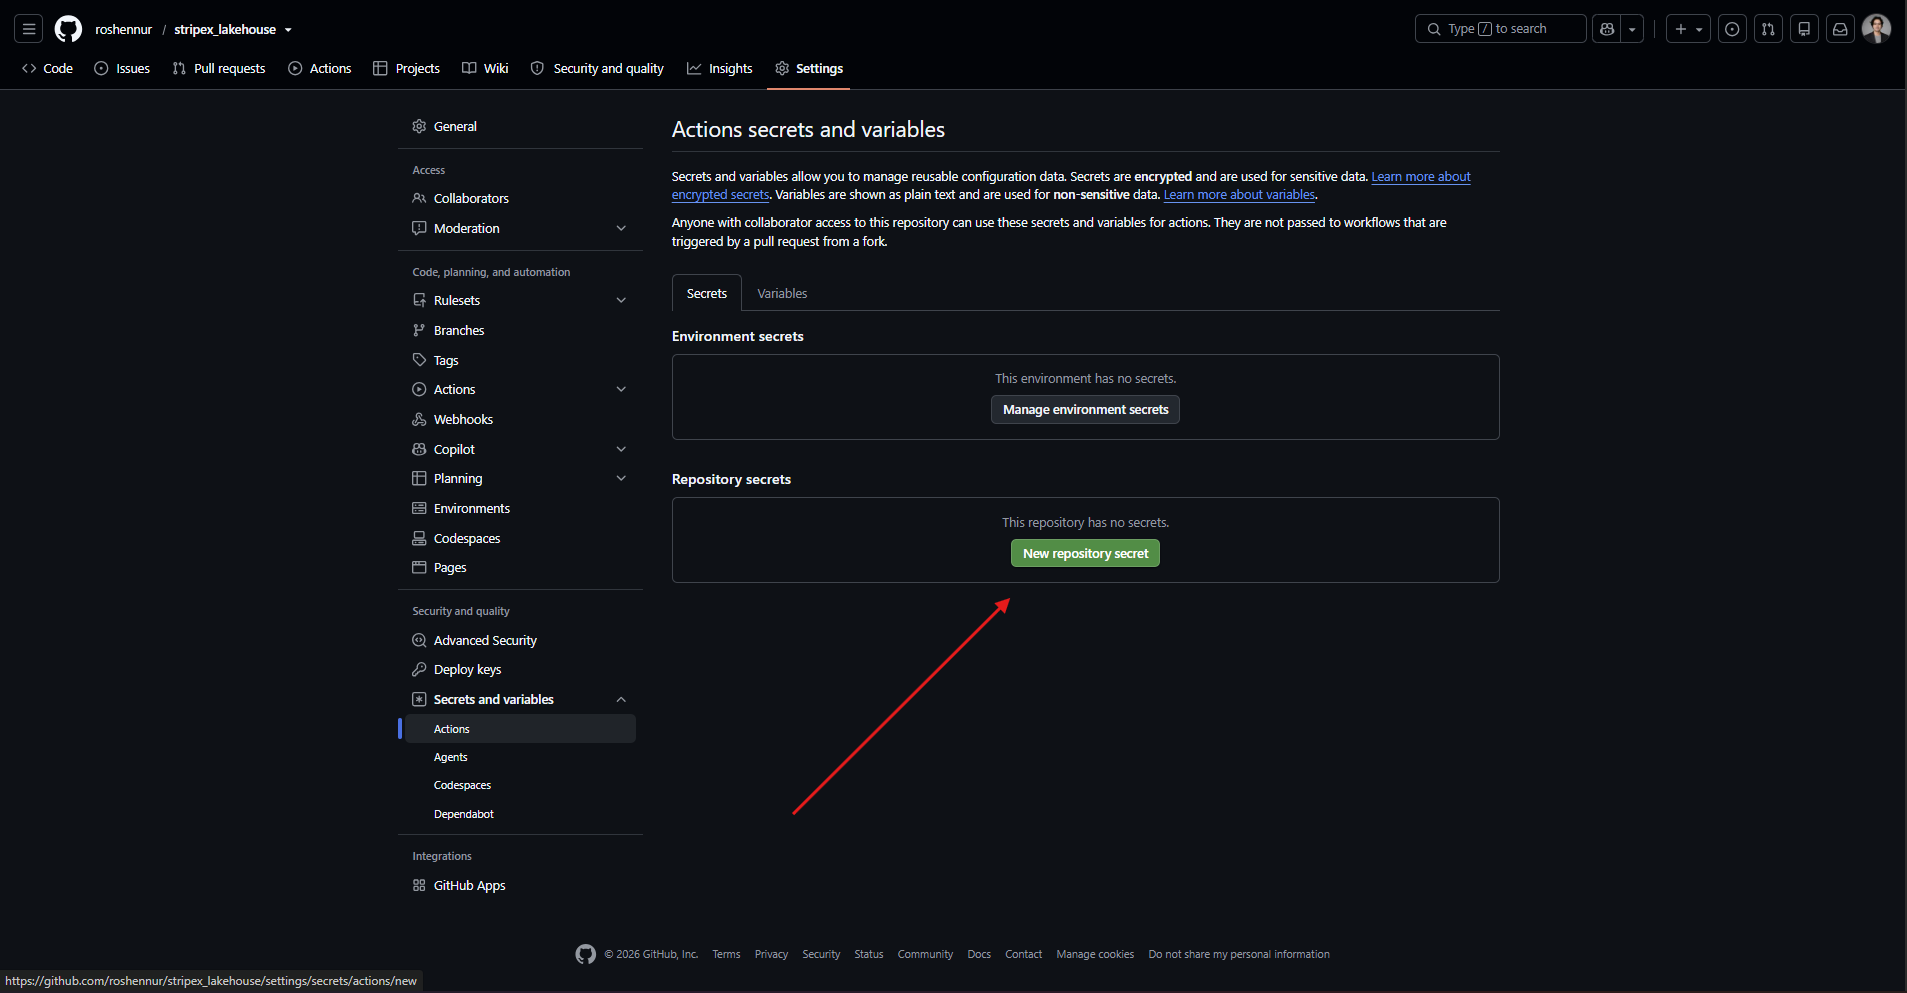 roshennur / stripex_lakehouse
Type / to search
Code
Issues
Pull requests
Actions
Projects
Wiki
Security and quality
Insights
Settings
General
Access
Collaborators
Moderation
Code, planning, and automation
Rulesets
Branches
Tags
Actions
Webhooks
Copilot
Planning
Environments
Codespaces
Pages
Security and quality
Advanced Security
Deploy keys
Secrets and variables
Actions
Agents
Codespaces
Dependabot
Integrations
GitHub Apps
Actions secrets and variables
Secrets and variables allow you to manage reusable configuration data. Secrets are encrypted and are used for sensitive data. Learn more about
encrypted secrets. Variables are shown as plain text and are used for non-sensitive data. Learn more about variables.
Anyone with collaborator access to this repository can use these secrets and variables for actions. They are not passed to workflows that are
triggered by a pull request from a fork.
Secrets
Variables
Environment secrets
This environment has no secrets.
Manage environment secrets
Repository secrets
This repository has no secrets.
New repository secret
© 2026 GitHub, Inc. Terms Privacy Security Status Community Docs Contact Manage cookies Do not share my personal information
https://github.com/roshennur/stripex_lakehouse/settings/secrets/actions/new